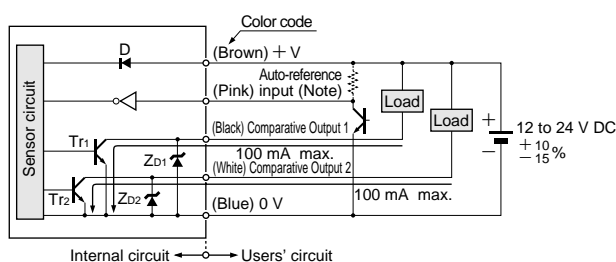 Color code
D
(Brown) + V
Auto-reference
(Pink) input (Note)
Load
Load
Sensor circuit
Tr1
(Black) Comparative Output 1
ZD1
100 mA max.
+
12 to 24 V DC
− 
+ 10
− 15 %
(White) Comparative Output 2
Tr2
ZD2
100 mA max.
(Blue) 0 V
Internal circuit
Users' circuit